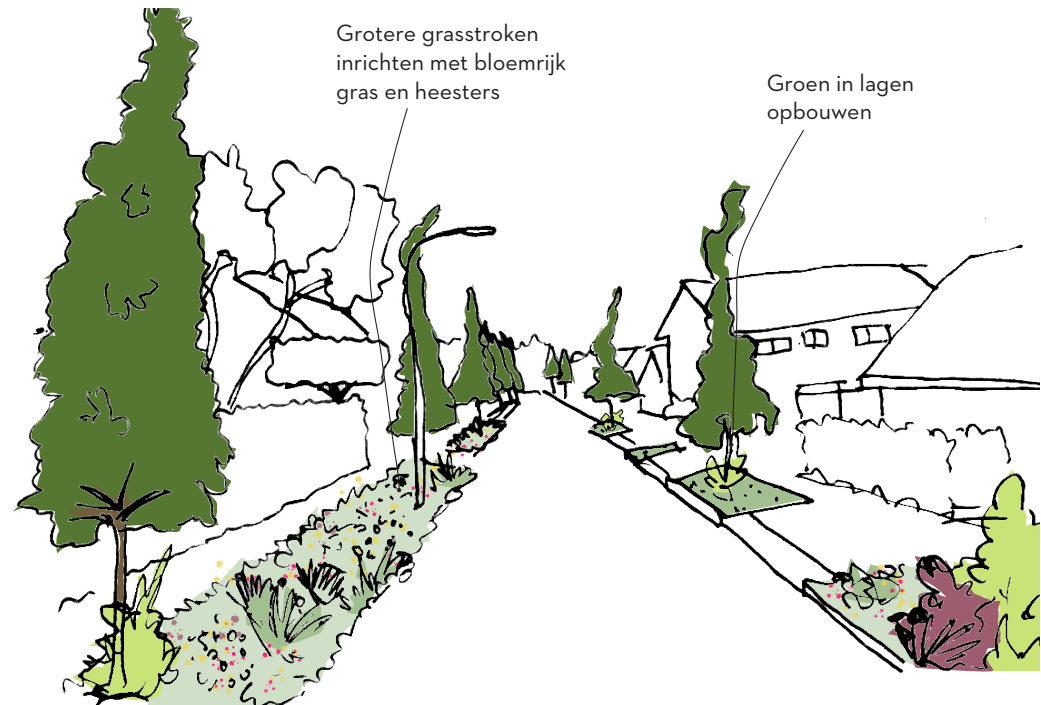 Grotere grasstroken
inrichten met bloemrijk
gras en heesters
Groen in lagen
opbouwen